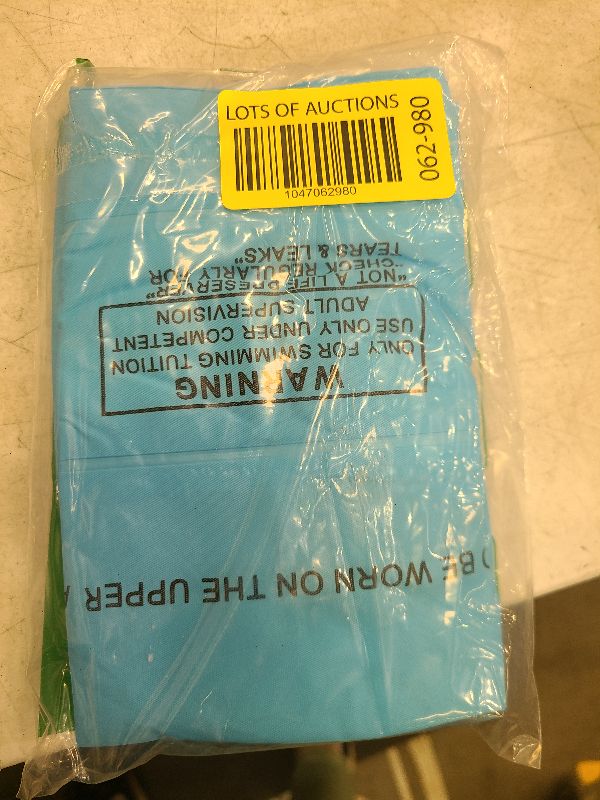 LOTS OF AUCTIONS
062-980
1047062980
TO BE WORN ON THE UPPER
WARNING
ONLY FOR SWIMMING TUITION
USE ONLY UNDER COMPETENT
ADULT SUPERVISION
"NOT A LIFE PRESERVER"
"CHECK REGULARLY FOR
TEARS & LEAKS"